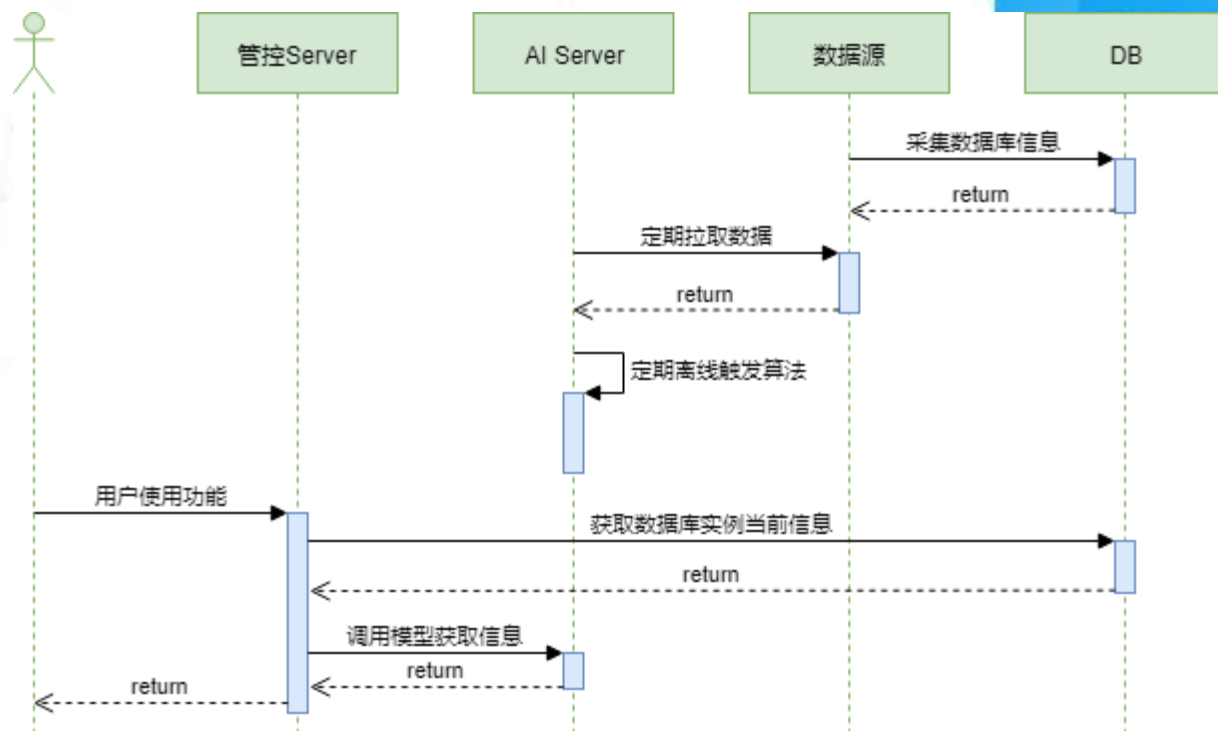 管控Server
AI Server
数据源
DB
采集数据库信息
return
定期拉取数据
return
定期离线触发算法
用户使用功能
获取数据库实例当前信息
return
调用模型获取信息
return
return